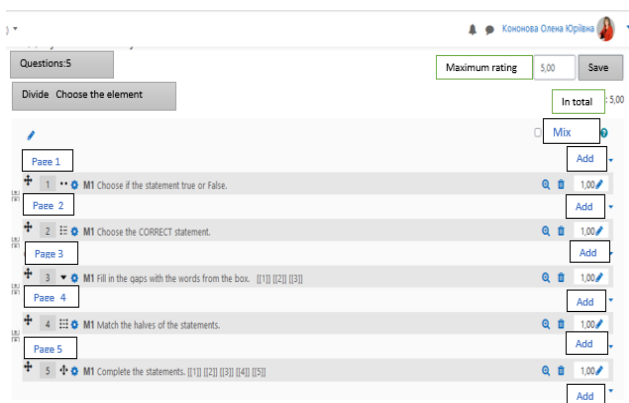 Кононова Олена Юріївна
Questions:5
Maximum rating 5,00 Save
Divide Choose the element
In total : 5,00
Mix
Page 1 Add
1 M1 Choose if the statement true or False. 1,00
Page 2 Add
2 M1 Choose the CORRECT statement. 1,00
Page 3 Add
3 M1 Fill in the gaps with the words from the box. [[1]] [[2]] [[3]] 1,00
Page 4 Add
4 M1 Match the halves of the statements. 1,00
Page 5 Add
5 M1 Complete the statements. [[1]] [[2]] [[3]] [[4]] [[5]] 1,00
Add